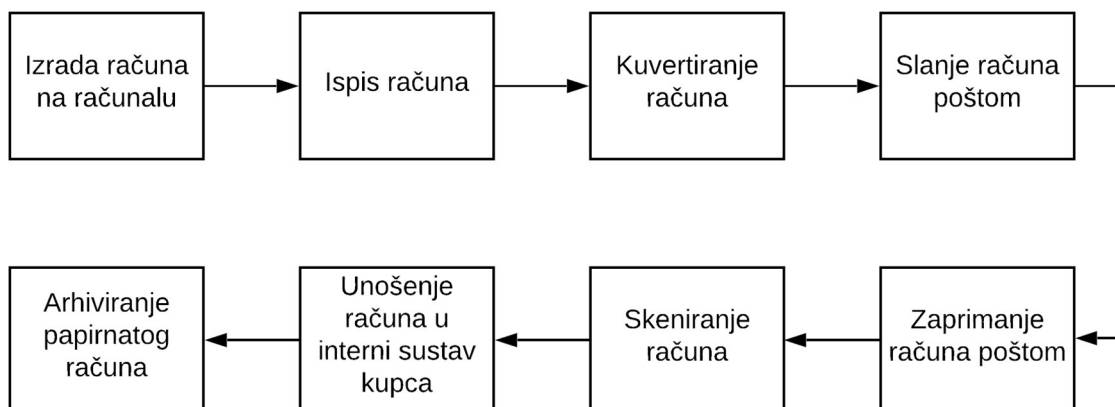 Izrada računa
na računalu
Ispis računa
Kuvertiranje
računa
Slanje računa
poštom
Zaprimanje
računa poštom
Skeniranje
računa
Unošenje
računa u
interni sustav
kupca
Arhiviranje
papirnatog
računa